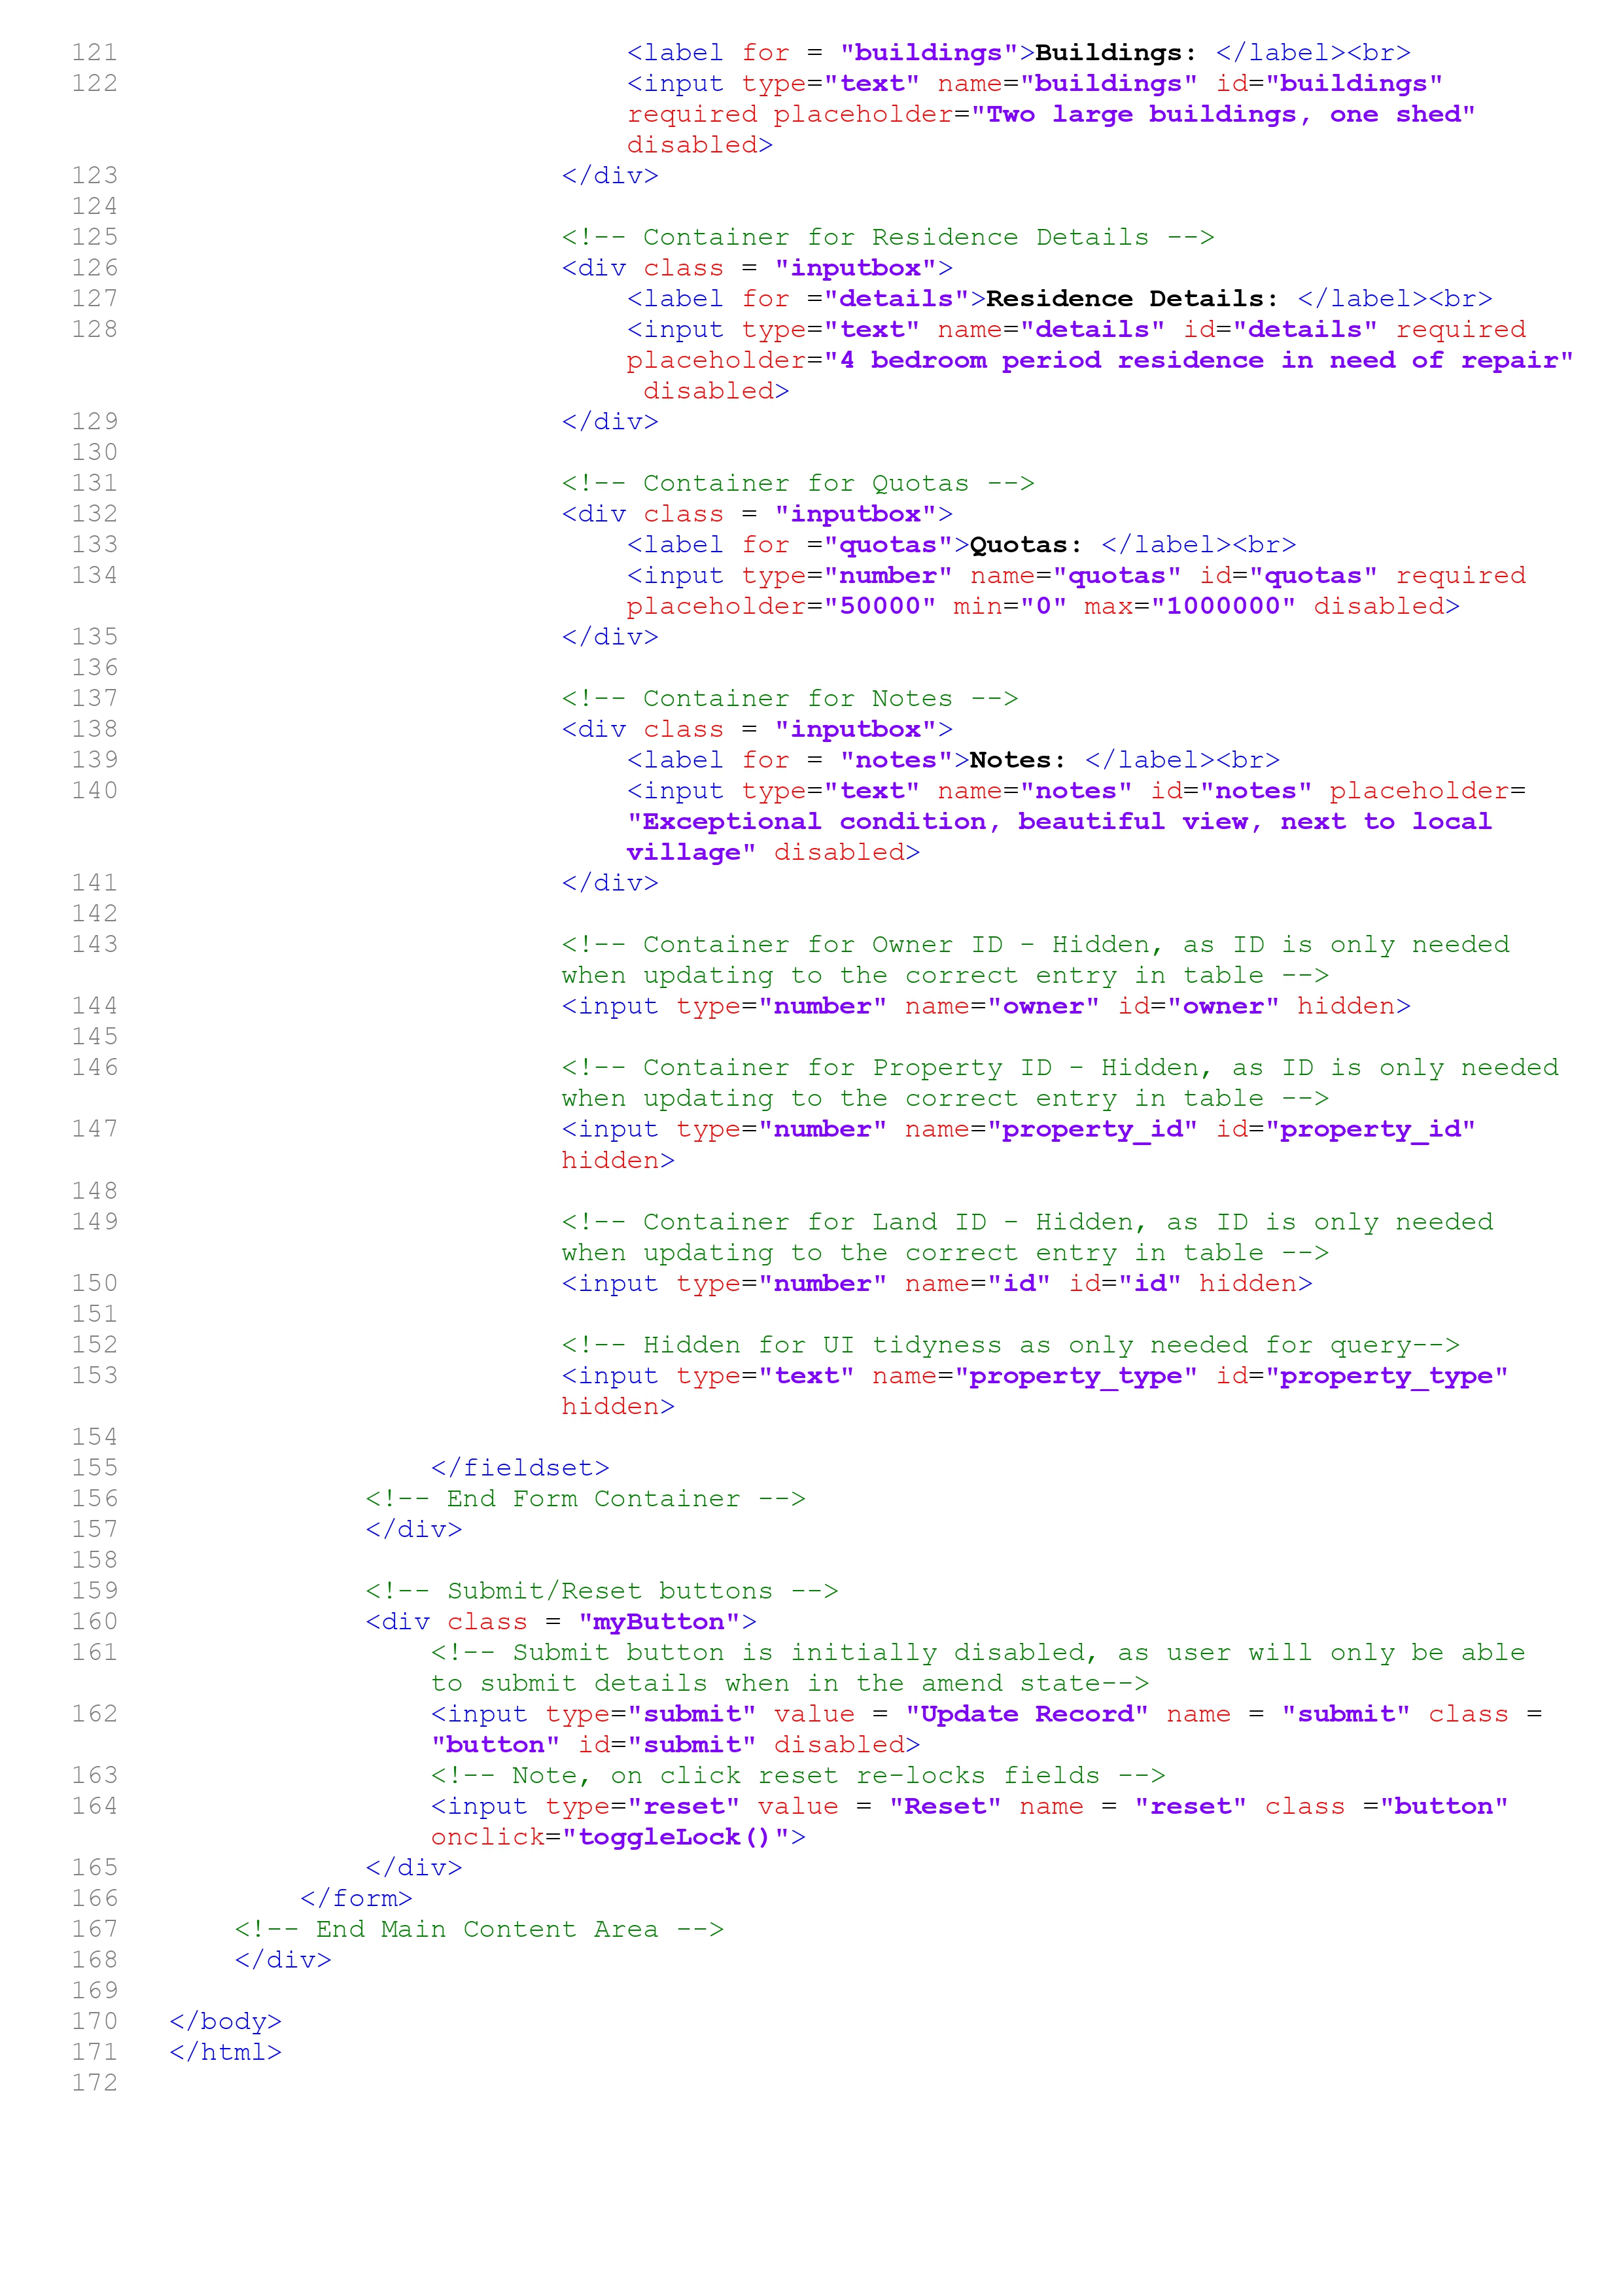 121 <label for = "buildings">Buildings: </label><br>
122 <input type="text" name="buildings" id="buildings"
required placeholder="Two large buildings, one shed"
disabled>
123 </div>
124
125 <!-- Container for Residence Details -->
126 <div class = "inputbox">
127 <label for ="details">Residence Details: </label><br>
128 <input type="text" name="details" id="details" required
placeholder="4 bedroom period residence in need of repair"
disabled>
129 </div>
130
131 <!-- Container for Quotas -->
132 <div class = "inputbox">
133 <label for ="quotas">Quotas: </label><br>
134 <input type="number" name="quotas" id="quotas" required
placeholder="50000" min="0" max="1000000" disabled>
135 </div>
136
137 <!-- Container for Notes -->
138 <div class = "inputbox">
139 <label for = "notes">Notes: </label><br>
140 <input type="text" name="notes" id="notes" placeholder=
"Exceptional condition, beautiful view, next to local
village" disabled>
141 </div>
142
143 <!-- Container for Owner ID - Hidden, as ID is only needed
when updating to the correct entry in table -->
144 <input type="number" name="owner" id="owner" hidden>
145
146 <!-- Container for Property ID - Hidden, as ID is only needed
when updating to the correct entry in table -->
147 <input type="number" name="property_id" id="property_id"
hidden>
148
149 <!-- Container for Land ID - Hidden, as ID is only needed
when updating to the correct entry in table -->
150 <input type="number" name="id" id="id" hidden>
151
152 <!-- Hidden for UI tidyness as only needed for query-->
153 <input type="text" name="property_type" id="property_type"
hidden>
154
155 </fieldset>
156 <!-- End Form Container -->
157 </div>
158
159 <!-- Submit/Reset buttons -->
160 <div class = "myButton">
161 <!-- Submit button is initially disabled, as user will only be able
to submit details when in the amend state-->
162 <input type="submit" value = "Update Record" name = "submit" class =
"button" id="submit" disabled>
163 <!-- Note, on click reset re-locks fields -->
164 <input type="reset" value = "Reset" name = "reset" class ="button"
onclick="toggleLock()">
165 </div>
166 </form>
167 <!-- End Main Content Area -->
168 </div>
169
170 </body>
171 </html>
172